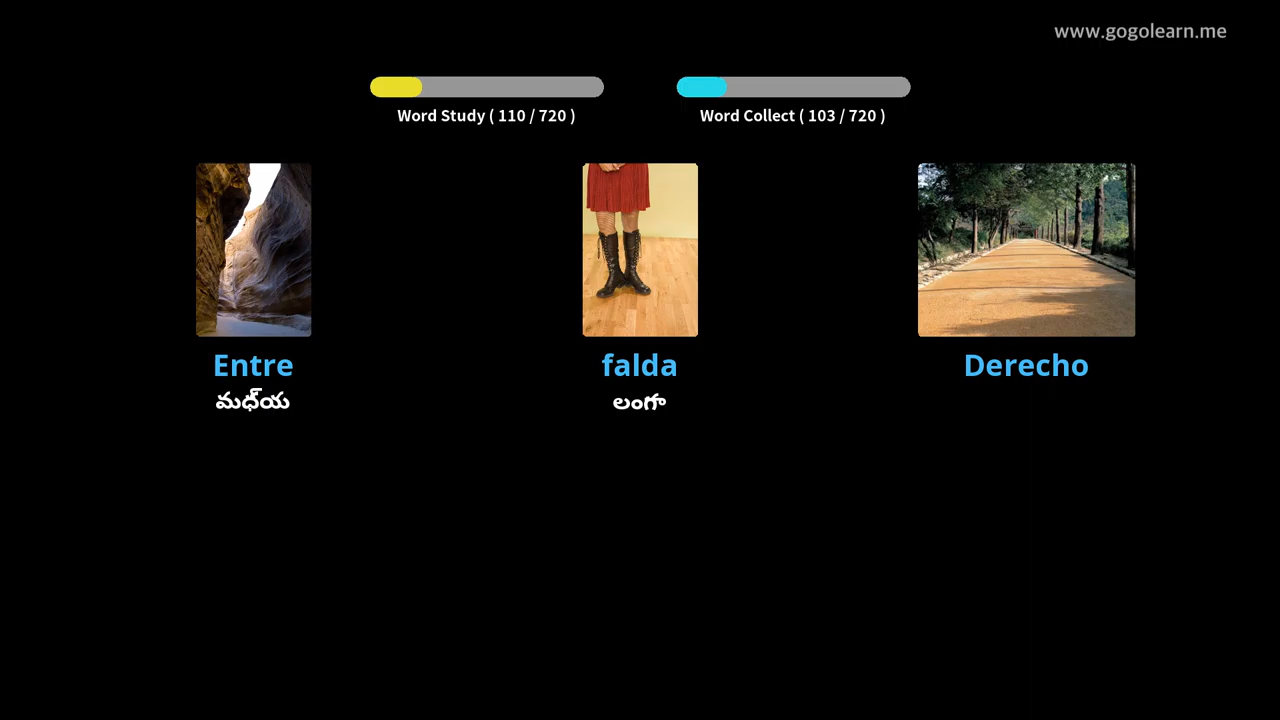 www.gogolearn.me
Word Study ( 110 / 720 )
Word Collect ( 103 / 720 )
Entre
falda
Derecho
మధ్య
లంగా